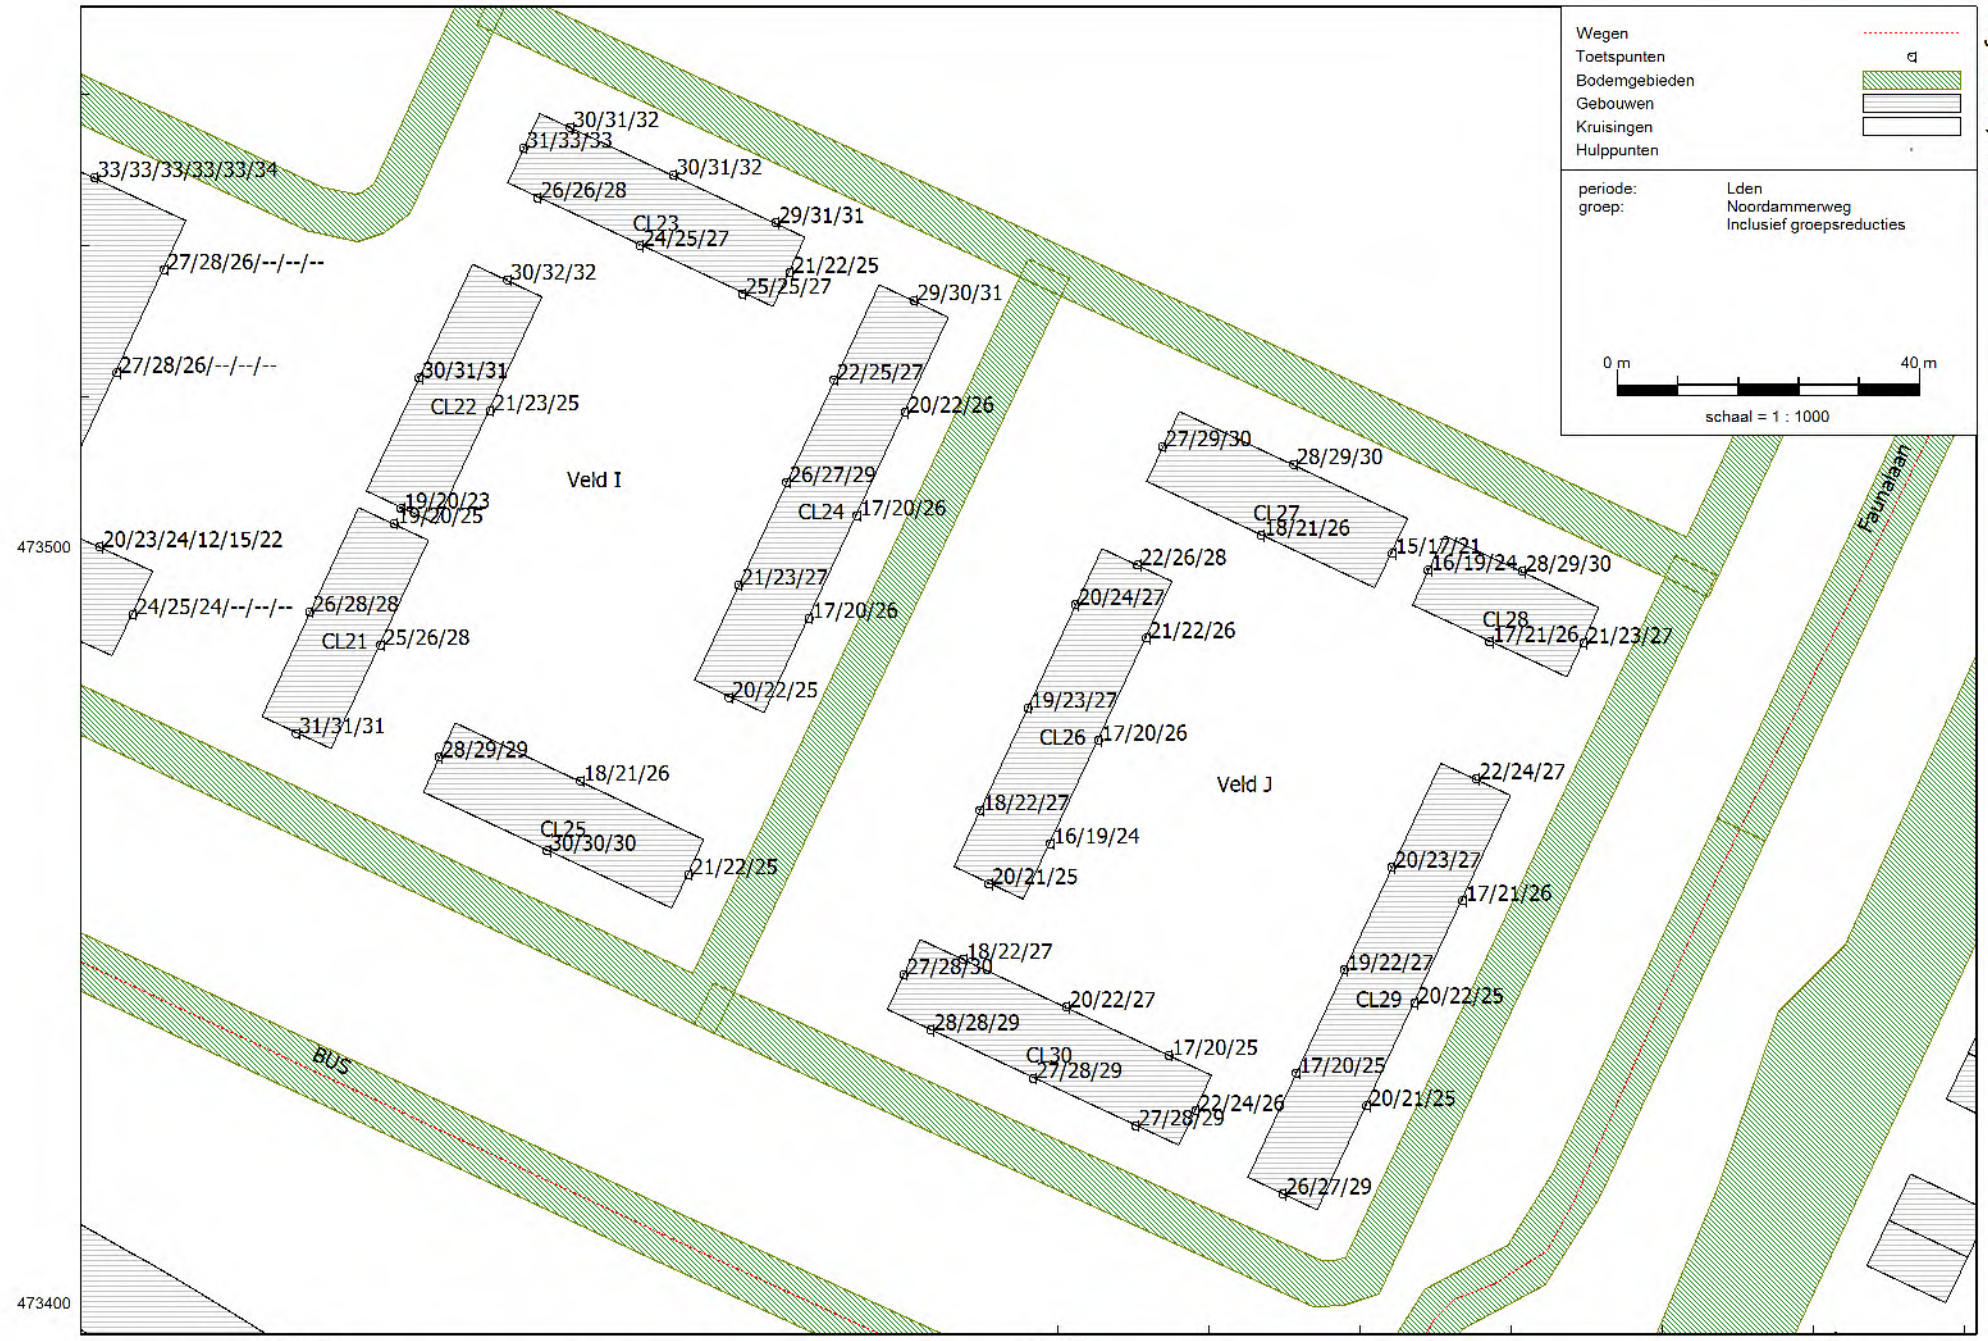 Wegen
Toetspunten
Bodemgebieden
Gebouwen
Kruisingen
Hulppunten
periode: Lden
groep: Noordammerweg
Inclusief groepsreducties
0 m 40 m
schaal = 1 : 1000
30/31/32
31/33/33
30/31/32
33/33/33/33/33/34
26/26/28
29/31/31
CL23
24/25/27
27/28/26/--/--/--
21/22/25
30/32/32
25/25/27
29/30/31
27/28/26/--/--/--
30/31/31
22/25/27
CL22
21/23/25
20/22/26
27/29/30
28/29/30
Veld I
26/27/29
Faunalaan
19/20/23
CL24
17/20/26
CL27
19/20/25
18/21/26
473500
20/23/24/12/15/22
15/17/21
22/26/28
16/19/24
28/29/30
21/23/27
20/24/27
24/25/24/--/--/--
26/28/28
17/20/26
CL28
21/22/26
17/21/26
21/23/27
CL21
25/26/28
20/22/25
19/23/27
31/31/31
CL26
17/20/26
28/29/29
18/21/26
22/24/27
Veld J
18/22/27
CL25
30/30/30
16/19/24
21/22/25
20/23/27
20/21/25
17/21/26
18/22/27
27/28/30
19/22/27
20/22/27
CL29
20/22/25
28/28/29
17/20/25
CL30
BUS
27/28/29
17/20/25
22/24/26
20/21/25
27/28/29
26/27/29
473400